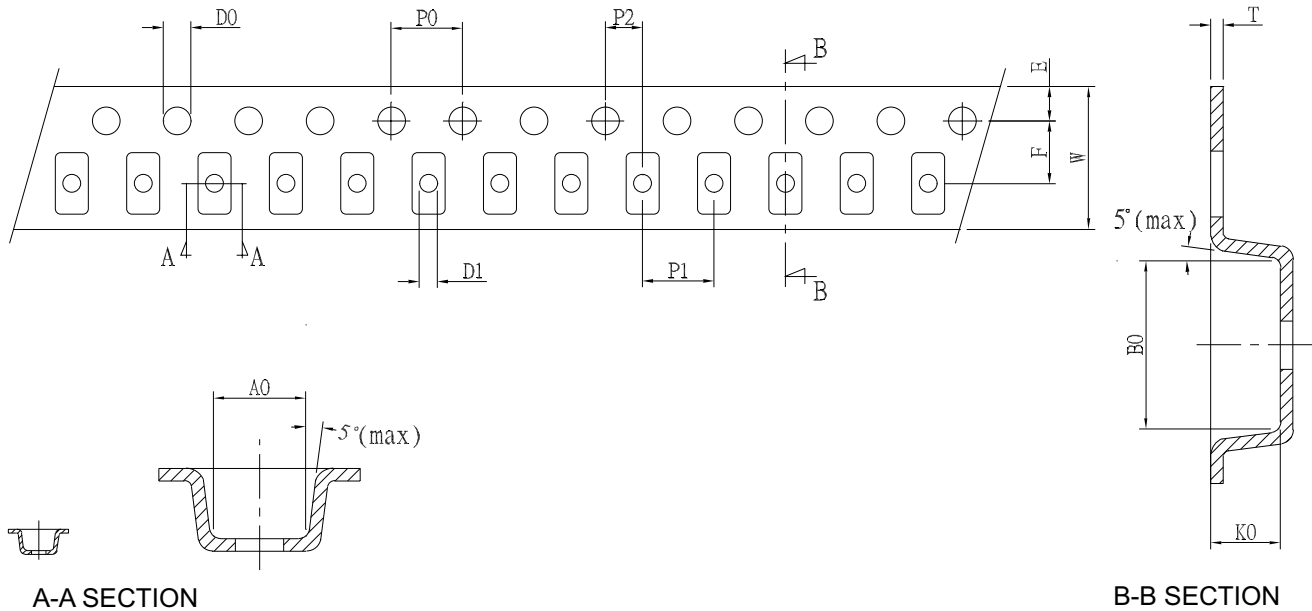 D0
P0
P2
B
T
E
F
W
A
A
D1
P1
B
5°(max)
B0
A0
5°(max)
K0
A-A SECTION
B-B SECTION